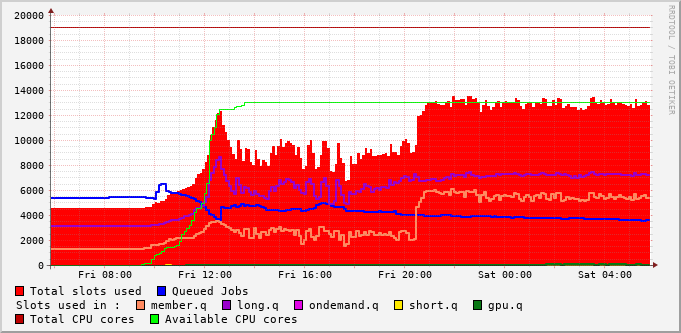 RRDTOOL / TOBI OETIKER
20000
18000
16000
14000
12000
10000
8000
6000
4000
2000
0
Fri 08:00 Fri 12:00 Fri 16:00 Fri 20:00 Sat 00:00 Sat 04:00
Total slots used Queued Jobs
Slots used in : member.q long.q ondemand.q short.q gpu.q
Total CPU cores Available CPU cores